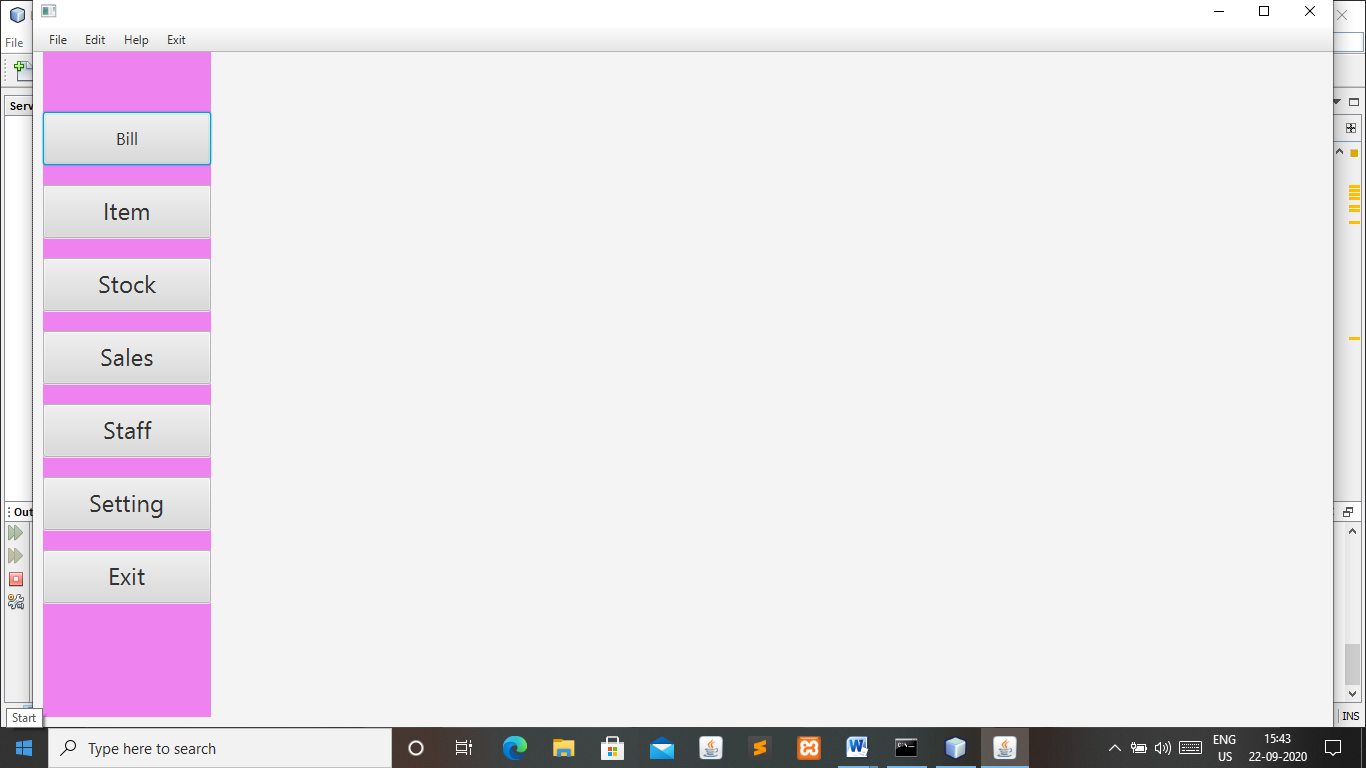 File
File Edit Help Exit
Serv
Bill
Item
Stock
Sales
Staff
Setting
Exit
Out
INS
Start
Type here to search
W
ENG
US
15:43
22-09-2020